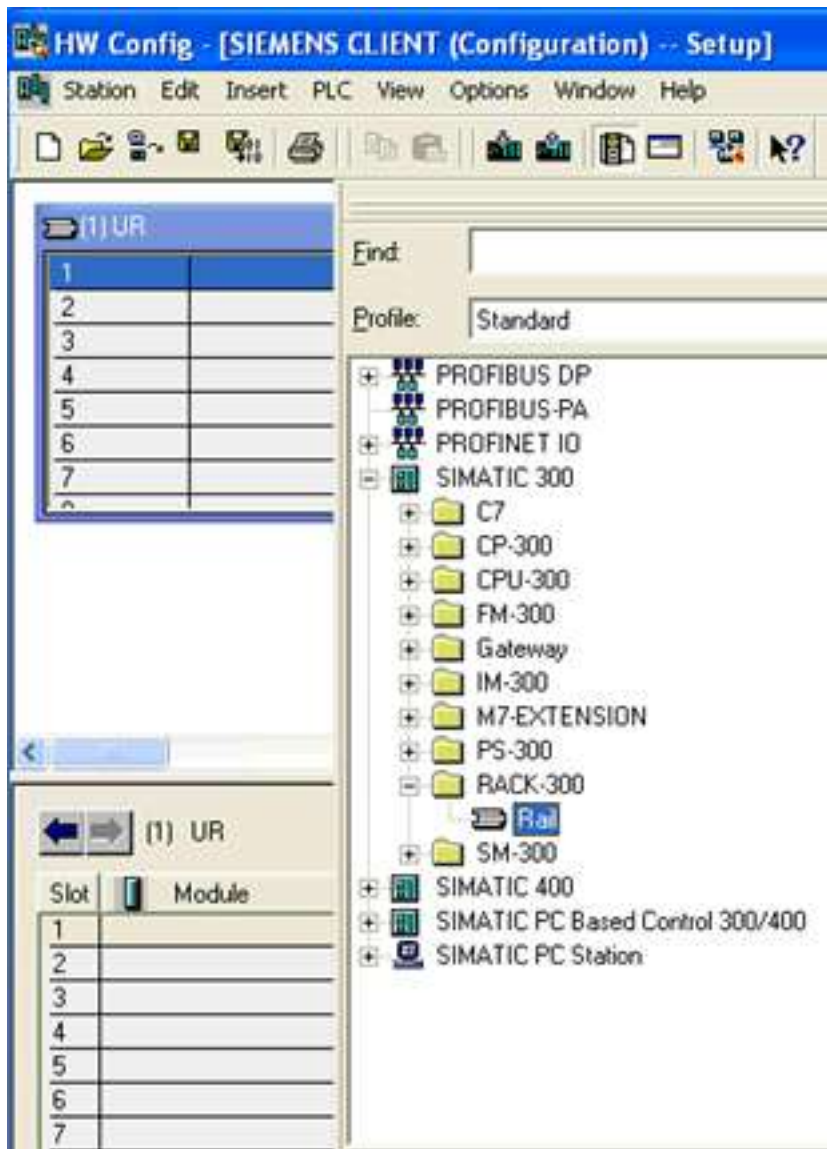 HW Config - [SIEMENS CLIENT (Configuration) -- Setup]
Station Edit Insert PLC View Options Window Help
(1) UR
1
2
3
4
5
6
7
Find:
Profile: Standard
PROFIBUS DP
PROFIBUS-PA
PROFINET IO
SIMATIC 300
C7
CP-300
CPU-300
FM-300
Gateway
IM-300
M7-EXTENSION
PS-300
RACK-300
Rail
SM-300
SIMATIC 400
SIMATIC PC Based Control 300/400
SIMATIC PC Station
(1) UR
Slot Module
1
2
3
4
5
6
7